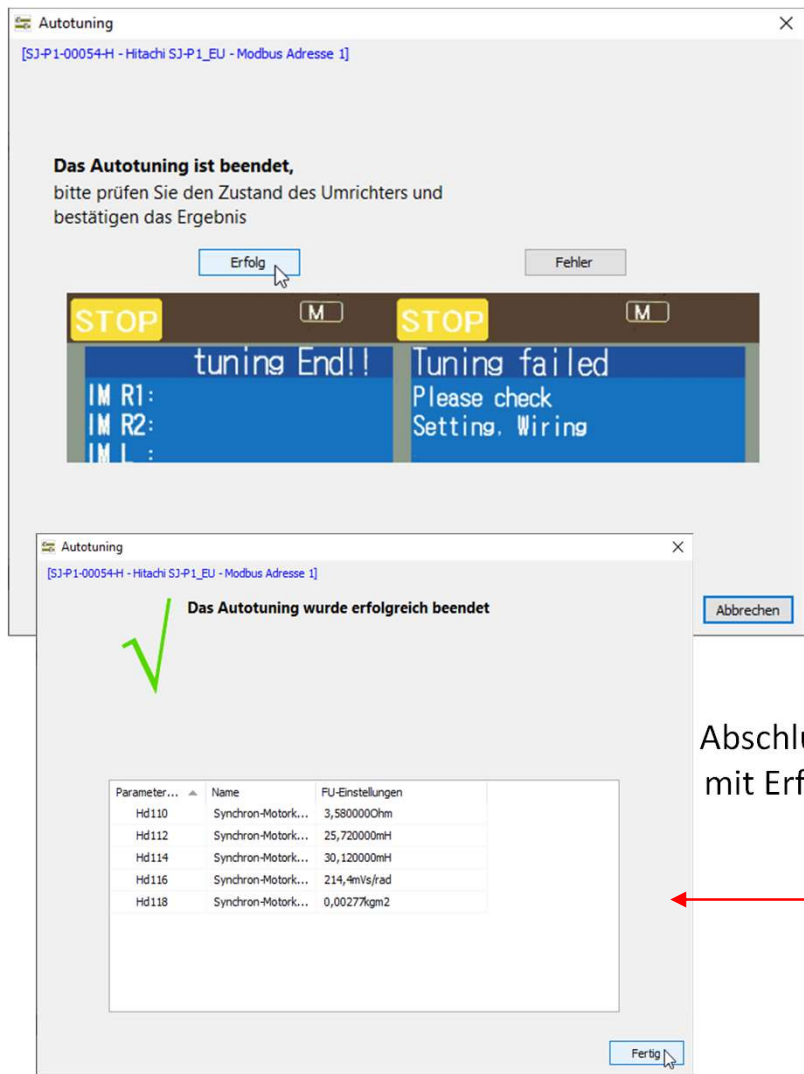 Autotuning
[SJ-P1-00054-H - Hitachi SJ-P1_EU - Modbus Adresse 1]
Das Autotuning ist beendet,
bitte prüfen Sie den Zustand des Umrichters und
bestätigen das Ergebnis
Erfolg Fehler
STOP M STOP M
tuning End!! Tuning failed
IM R1: Please check
IM R2: Setting. Wiring
IM L :
Abbrechen
Autotuning
[SJ-P1-00054-H - Hitachi SJ-P1_EU - Modbus Adresse 1]
Das Autotuning wurde erfolgreich beendet
Parameter... Name FU-Einstellungen
Hd110 Synchron-Motork... 3,580000Ohm
Hd112 Synchron-Motork... 25,720000mH
Hd114 Synchron-Motork... 30,120000mH
Hd116 Synchron-Motork... 214,4mVs/rad
Hd118 Synchron-Motork... 0,00277kgm2
Fertig
mit